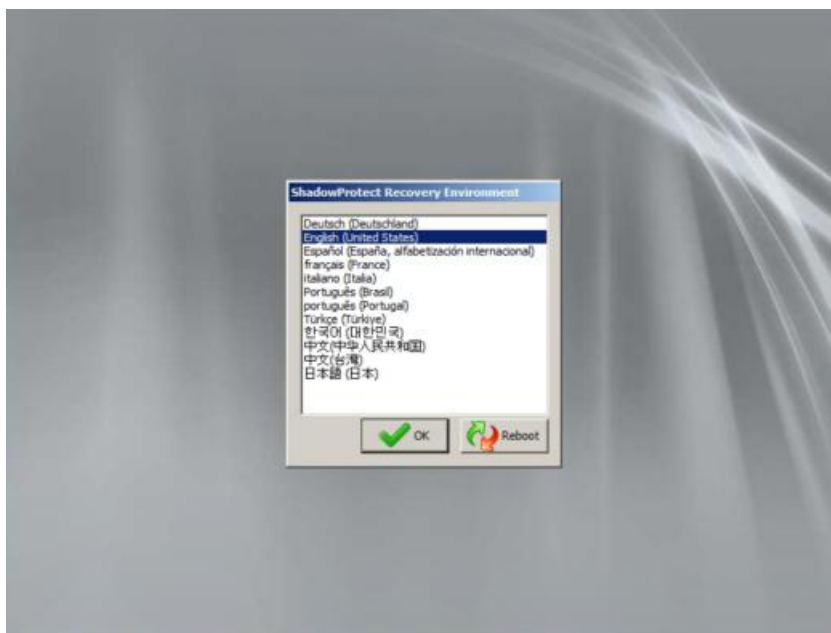 ShadowProtect Recovery Environment
Deutsch (Deutschland)
English (United States)
Español (España, alfabetización internacional)
français (France)
italiano (Italia)
Português (Brasil)
português (Portugal)
Türkçe (Türkiye)
한국어 (대한민국)
中文(中华人民共和国)
中文(台灣)
日本語 (日本)
OK
Reboot